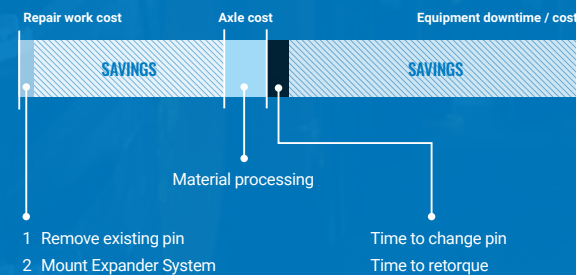 Repair work cost
Axle cost
Equipment downtime / cost
SAVINGS
SAVINGS
Material processing
1 Remove existing pin
2 Mount Expander System
Time to change pin
Time to retorque